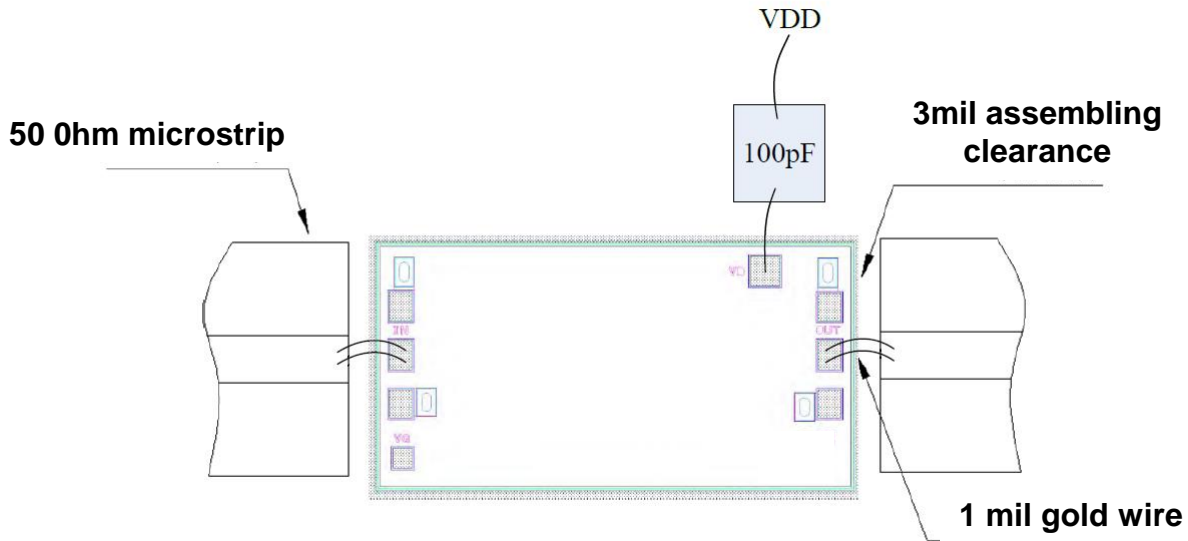 VDD
50 0hm microstrip
3mil assembling
clearance
100pF
VD
IN
OUT
VG
1 mil gold wire